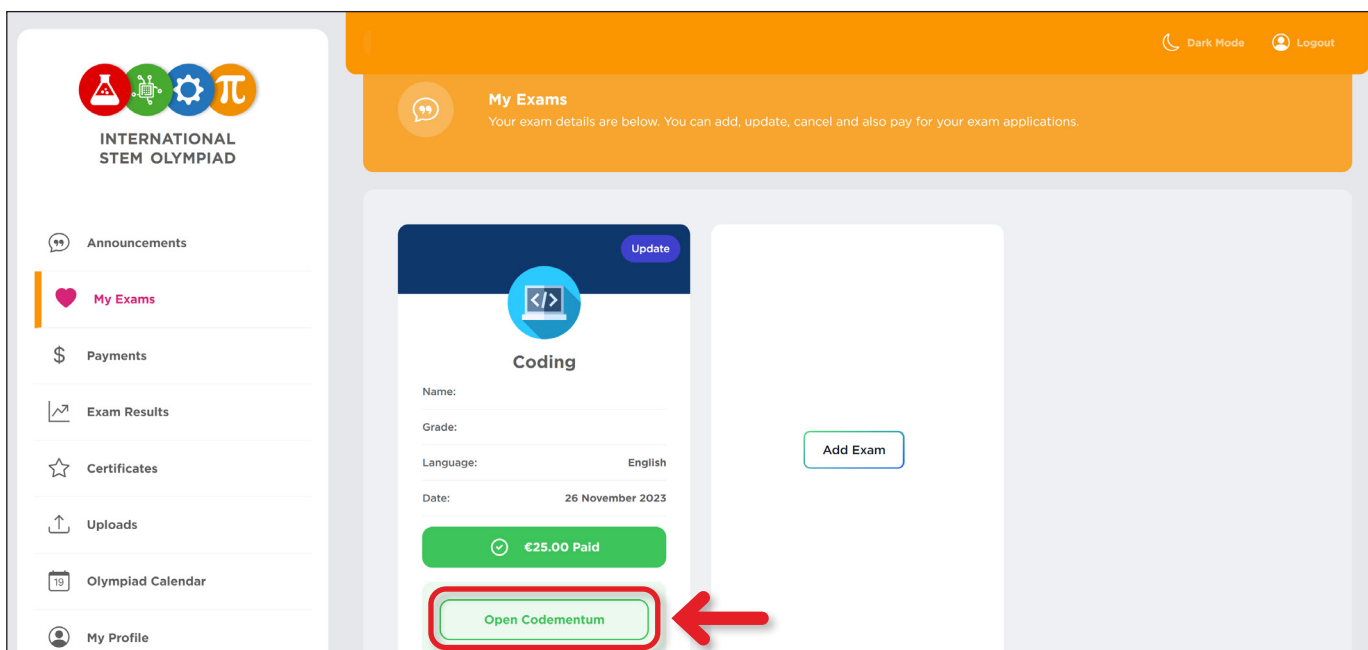 Dark Mode
Logout
INTERNATIONAL
STEM OLYMPIAD
My Exams
Your exam details are below. You can add, update, cancel and also pay for your exam applications.
Announcements
My Exams
Payments
Exam Results
Certificates
Uploads
19
Olympiad Calendar
My Profile
Update
</>
Coding
Name:
Grade:
Language: English
Date: 26 November 2023
€25.00 Paid
Open Codementum
Add Exam